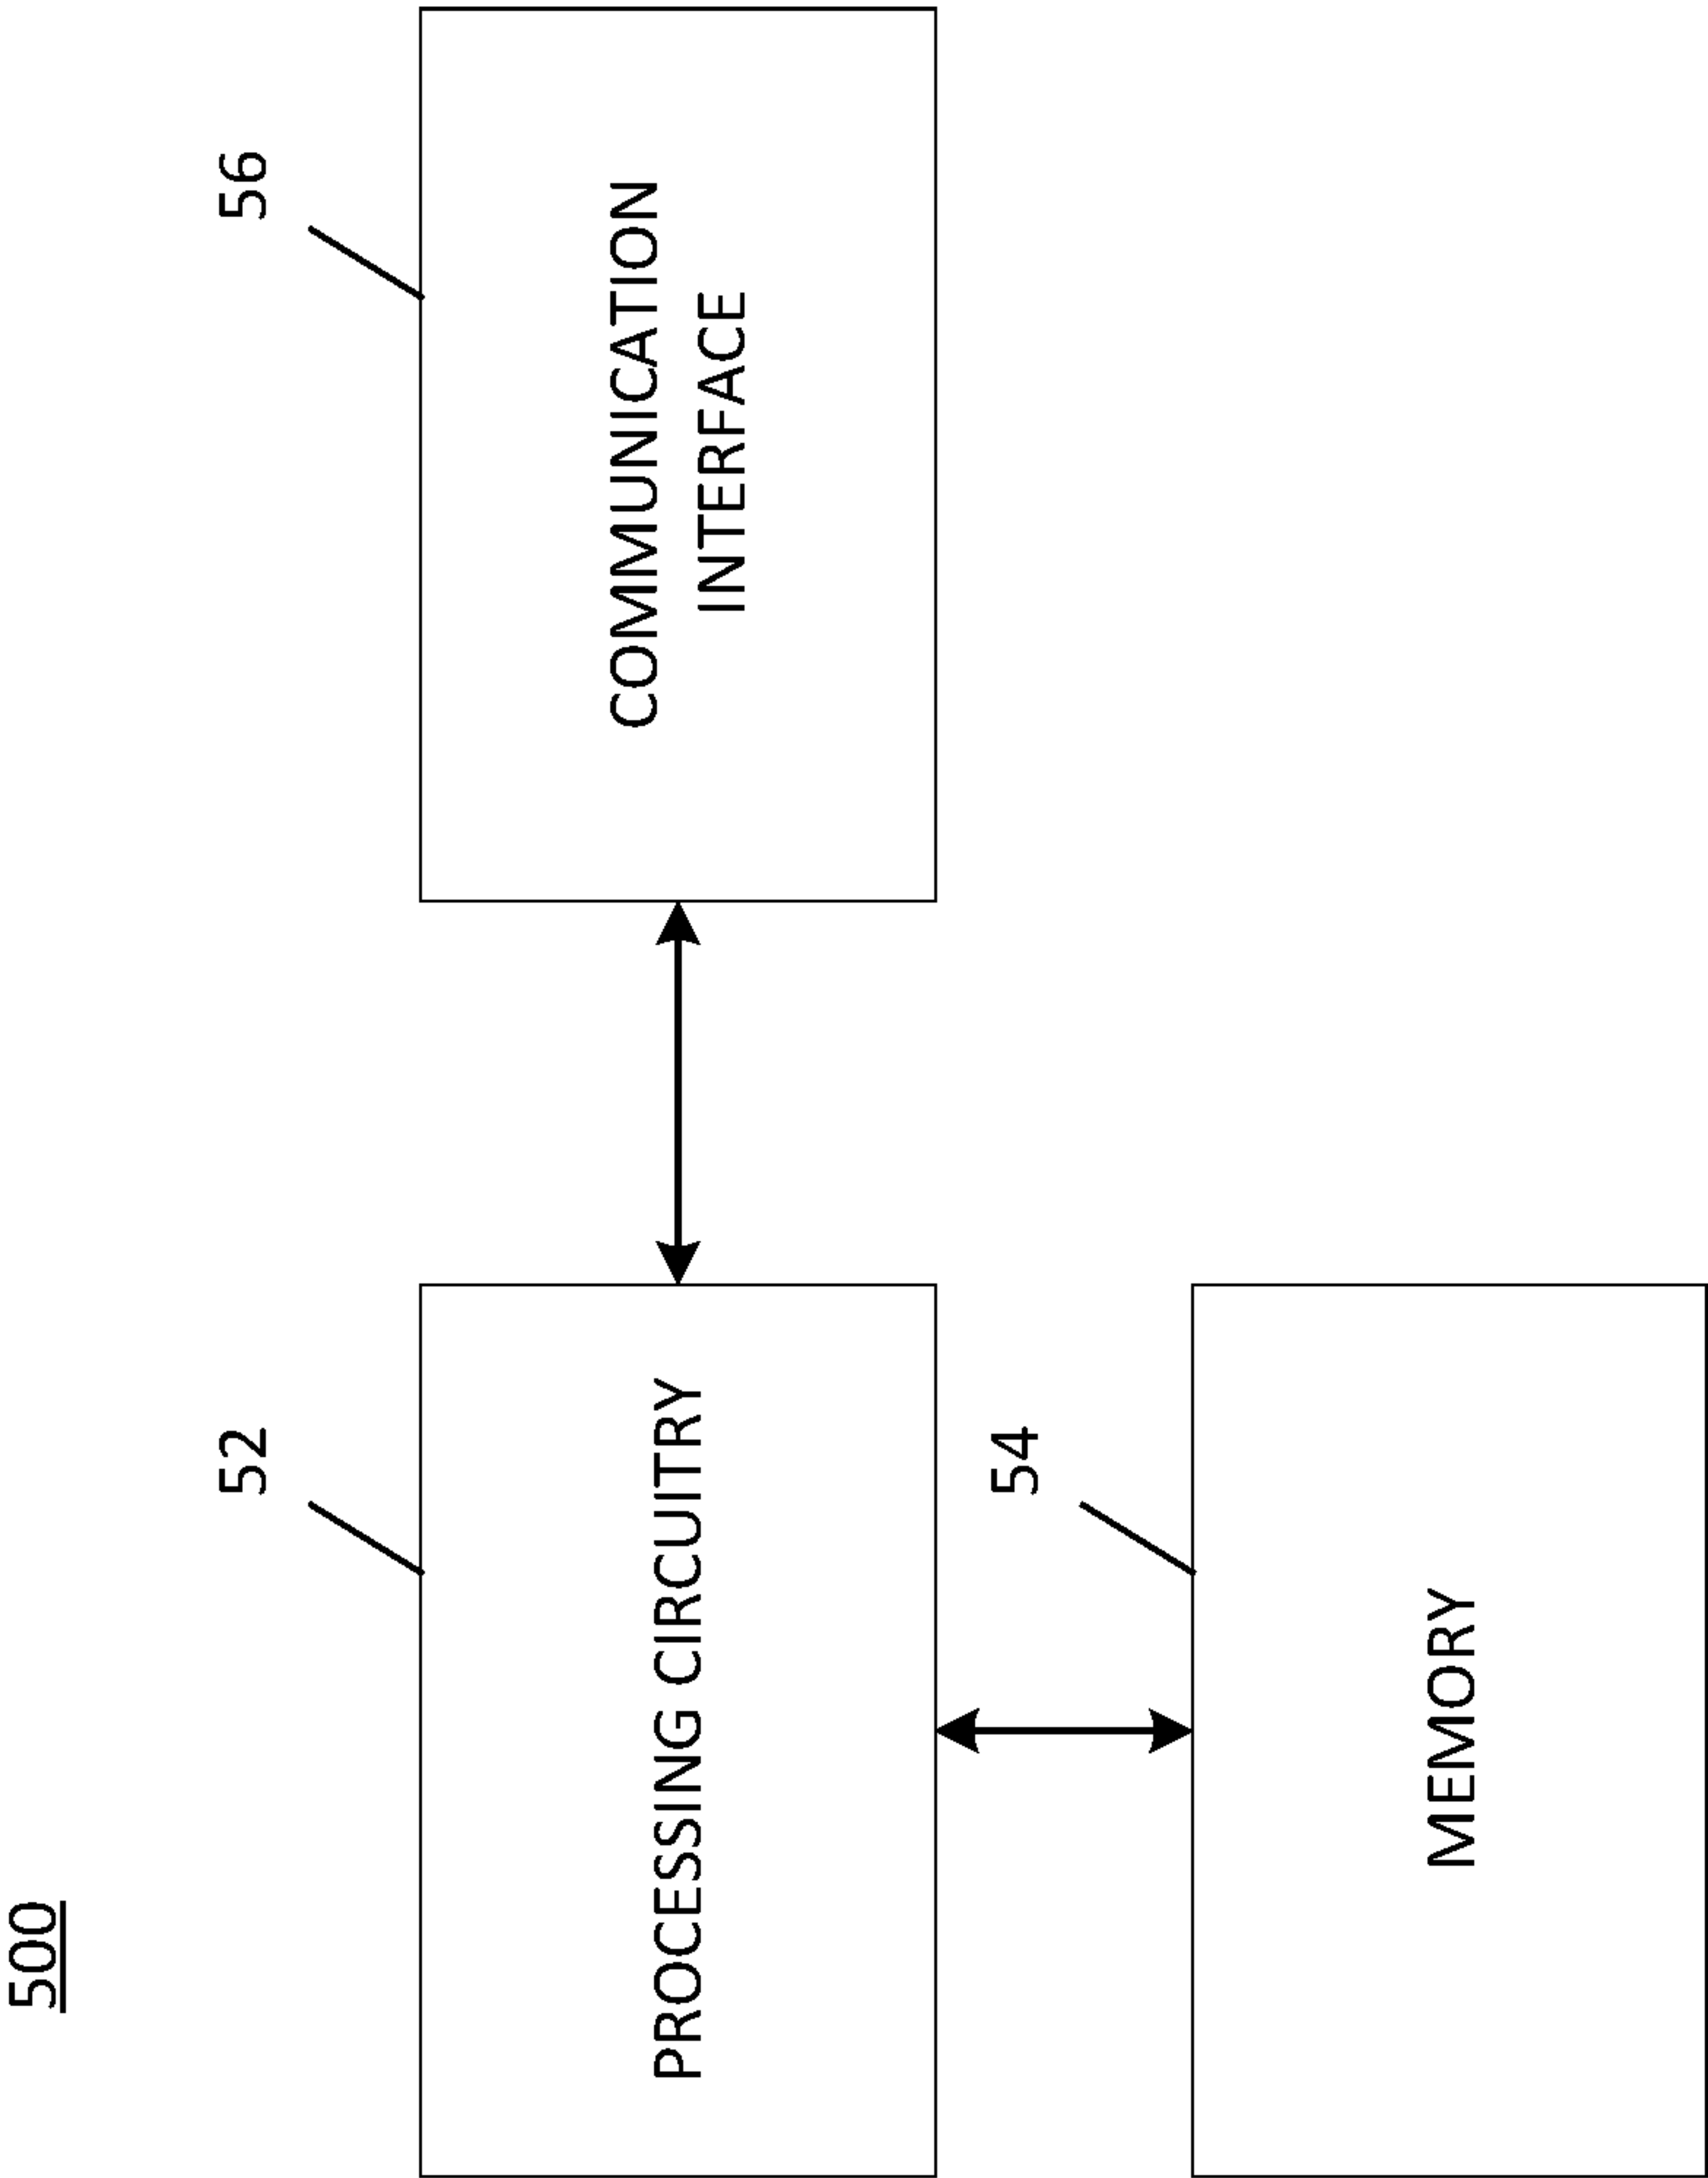 500
52
PROCESSING CIRCUITRY
56
COMMUNICATION
INTERFACE
54
MEMORY